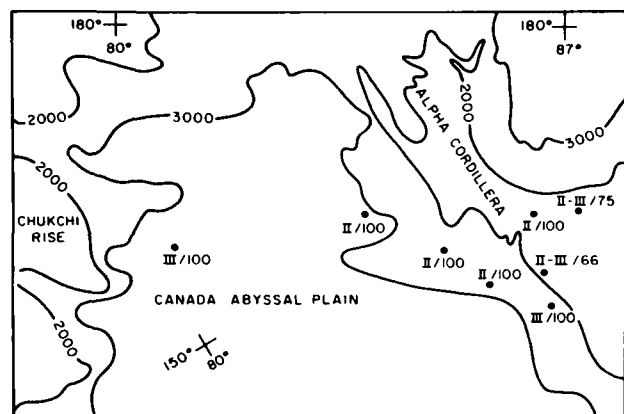 180°
80°
180°
87°
2000
3000
2000
3000
ALPHA CORDILLERA
2000
CHUKCHI
RISE
II-III/75
II/100
II/100
III/100
II/100
II-III/66
II/100
III/100
CANADA ABYSSAL PLAIN
2000
150°
80°